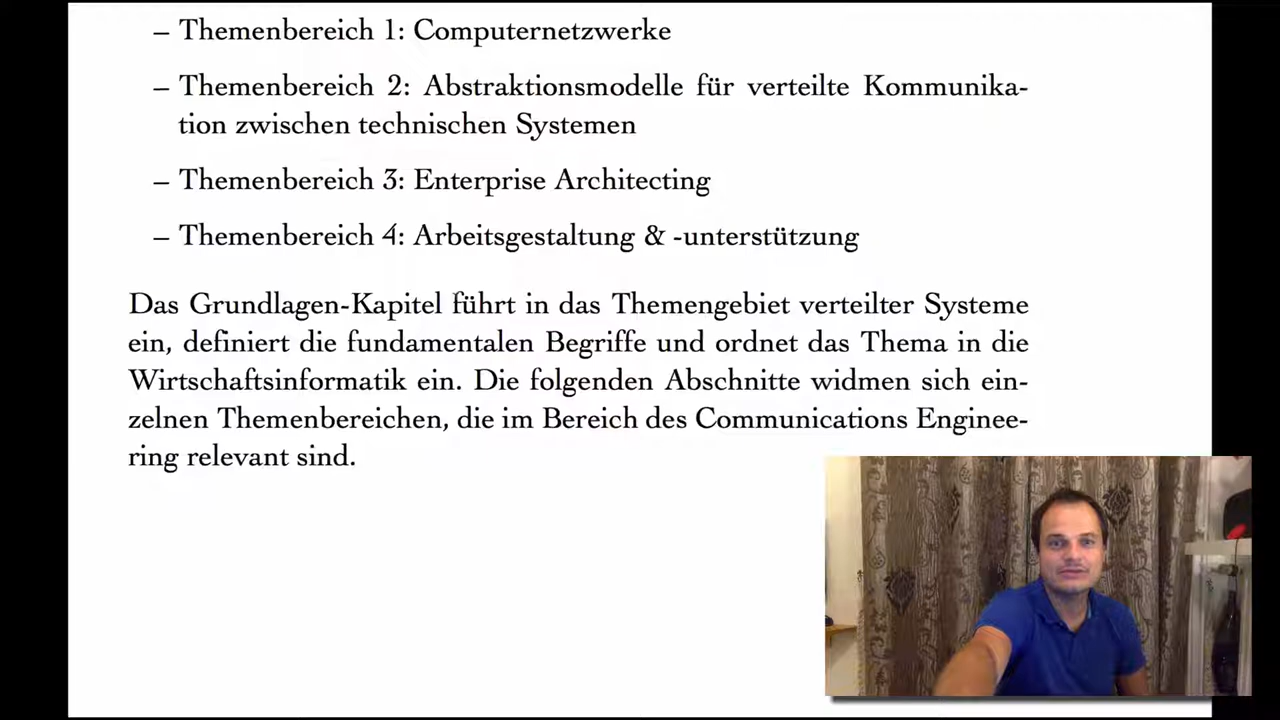 – Themenbereich 1: Computernetzwerke
– Themenbereich 2: Abstraktionsmodelle für verteilte Kommunika-
tion zwischen technischen Systemen
– Themenbereich 3: Enterprise Architecting
– Themenbereich 4: Arbeitsgestaltung & -unterstützung
Das Grundlagen-Kapitel führt in das Themengebiet verteilter Systeme
ein, definiert die fundamentalen Begriffe und ordnet das Thema in die
Wirtschaftsinformatik ein. Die folgenden Abschnitte widmen sich ein-
zelnen Themenbereichen, die im Bereich des Communications Enginee-
ring relevant sind.